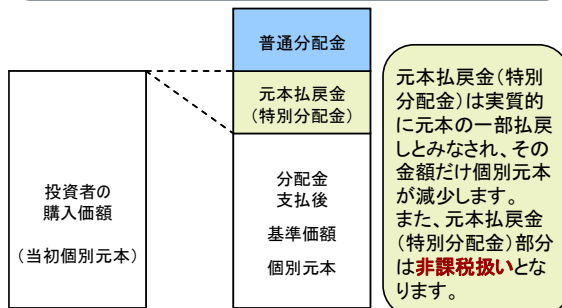 普通分配金
元本払戻金
(特別分配金)
投資者の
購入価額
(当初個別元本)
分配金
支払後
基準価額
個別元本
元本払戻金(特別
分配金)は実質的
に元本の一部払戻
しとみなされ、その
金額だけ個別元本
が減少します。
また、元本払戻金
(特別分配金)部分
は非課税扱いとな
ります。